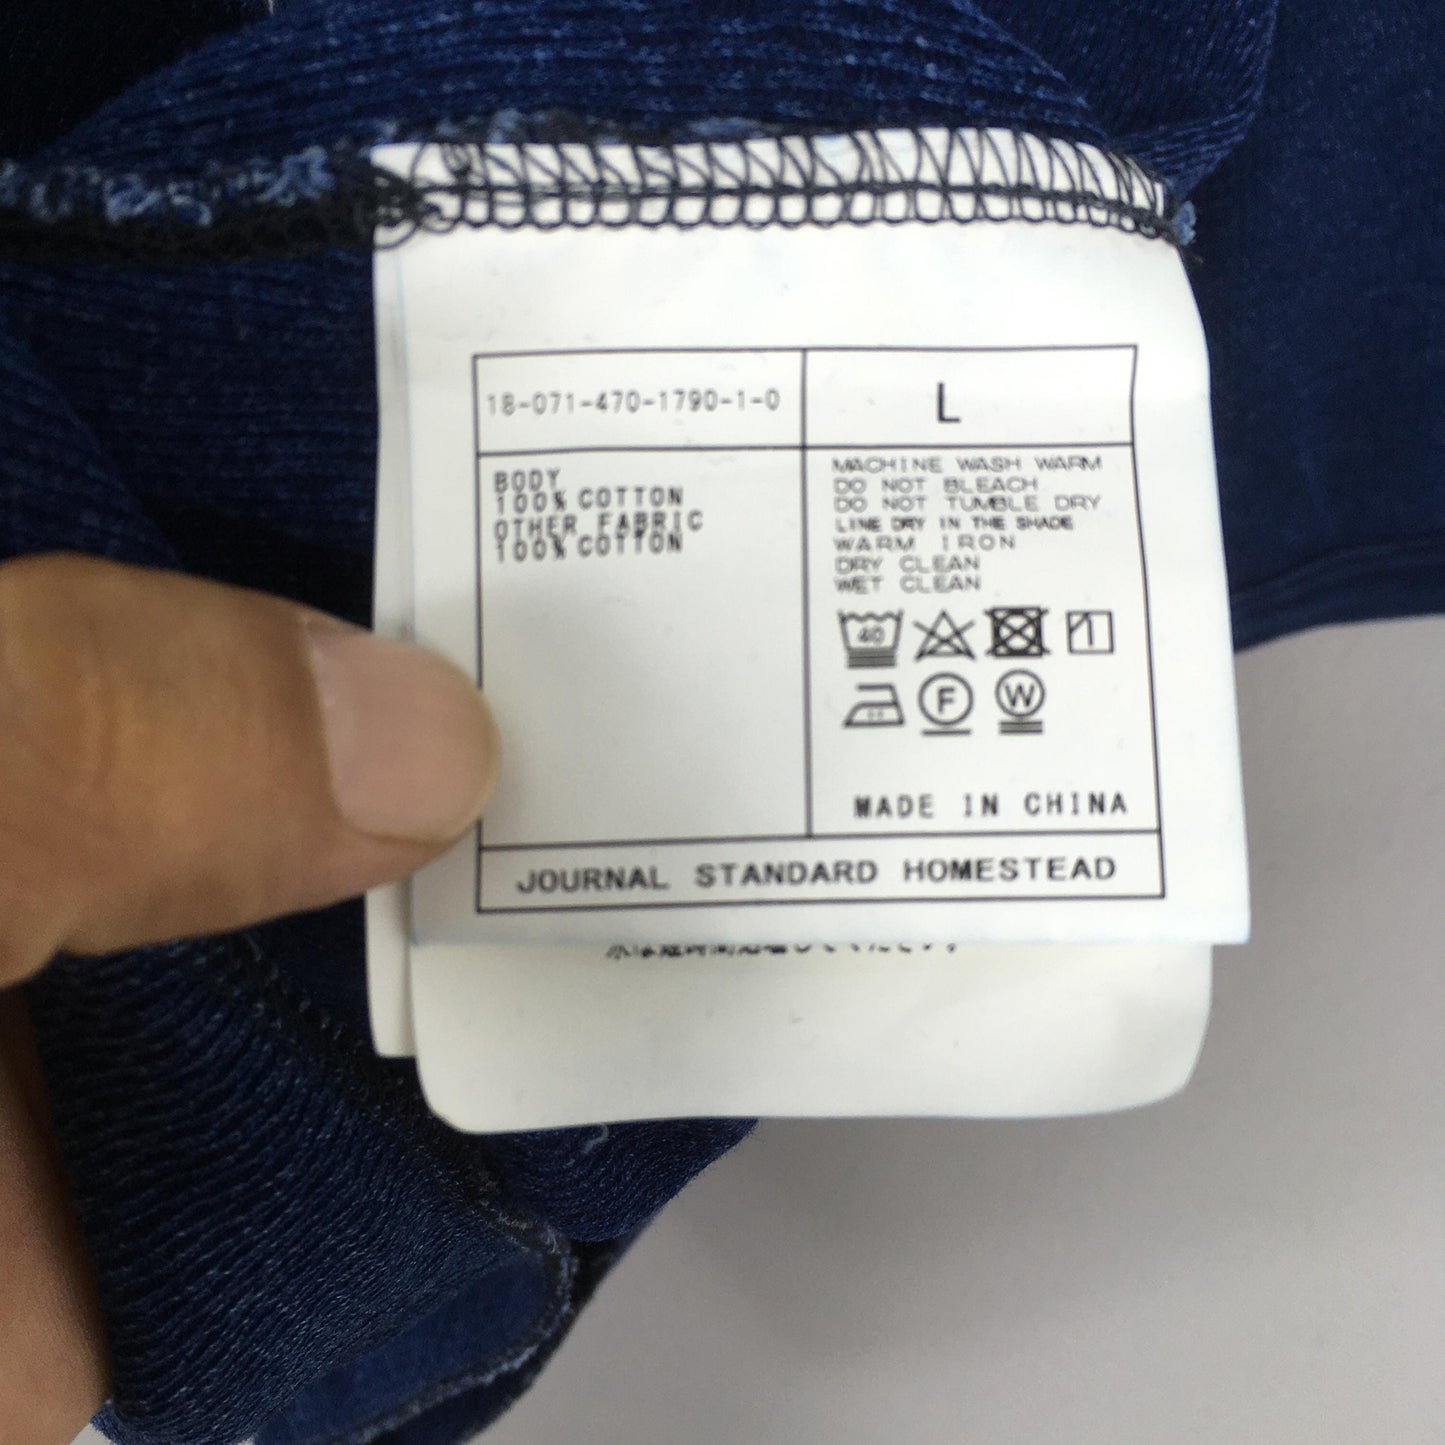 18-071-470-1790-1-0
L
BODY
100% COTTON
OTHER FABRIC
100% COTTON
MACHINE WASH WARM
DO NOT BLEACH
DO NOT TUMBLE DRY
LINE DRY IN THE SHADE
WARM IRON
DRY CLEAN
WET CLEAN
40
F
W
MADE IN CHINA
JOURNAL STANDARD HOMESTEAD